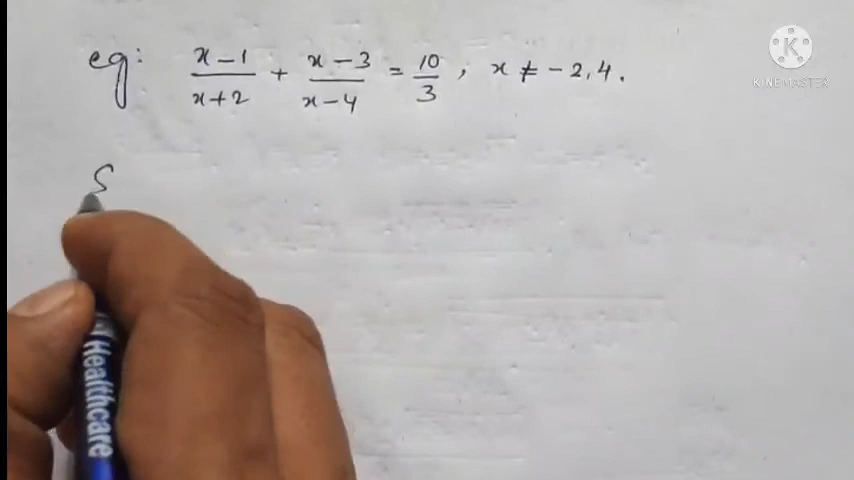 eg: (x-1)/(x+2) + (x-3)/(x-4) = 10/3, x ≠ -2, 4.
S
Healthcare
KINEMASTER